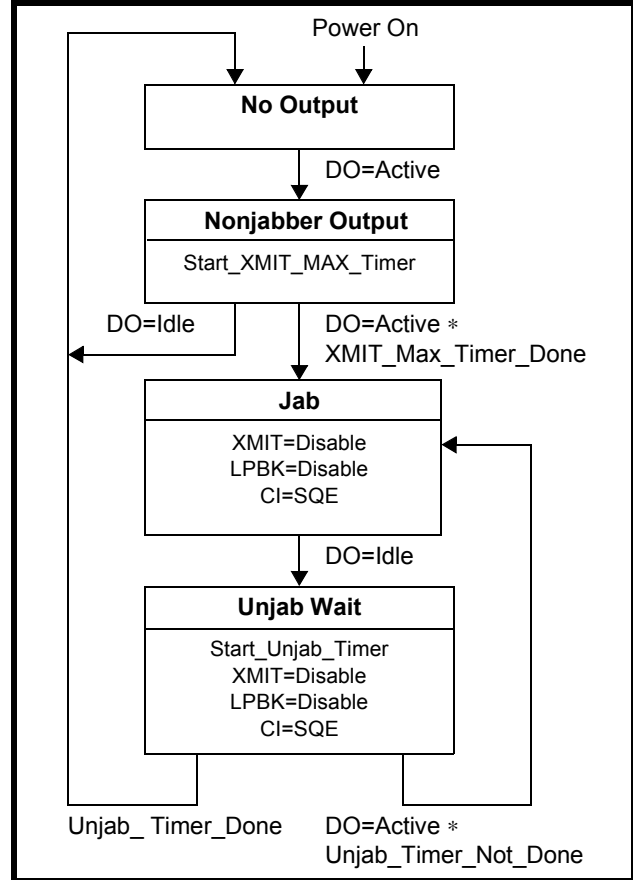 Power On
No Output
DO=Active
Nonjabber Output
Start_XMIT_MAX_Timer
DO=Idle
DO=Active *
XMIT_Max_Timer_Done
Jab
XMIT=Disable
LPBK=Disable
CI=SQE
DO=Idle
Unjab Wait
Start_Unjab_Timer
XMIT=Disable
LPBK=Disable
CI=SQE
Unjab_ Timer_Done
DO=Active *
Unjab_Timer_Not_Done